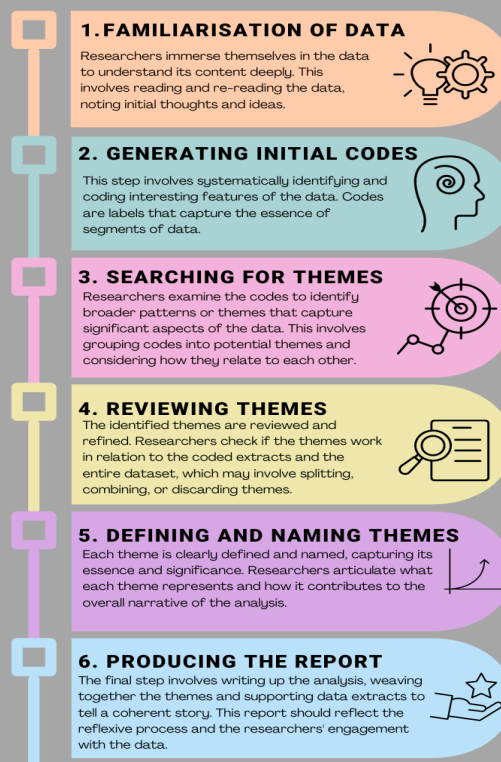 1. FAMILIARISATION OF DATA
Researchers immerse themselves in the data
to understand its content deeply. This
involves reading and re-reading the data,
noting initial thoughts and ideas.
2. GENERATING INITIAL CODES
This step involves systematically identifying and
coding interesting features of the data. Codes
are labels that capture the essence of
segments of data.
3. SEARCHING FOR THEMES
Researchers examine the codes to identify
broader patterns or themes that capture
significant aspects of the data. This involves
grouping codes into potential themes and
considering how they relate to each other.
4. REVIEWING THEMES
The identified themes are reviewed and
refined. Researchers check if the themes work
in relation to the coded extracts and the
entire dataset, which may involve splitting,
combining, or discarding themes.
5. DEFINING AND NAMING THEMES
Each theme is clearly defined and named, capturing its
essence and significance. Researchers articulate what
each theme represents and how it contributes to the
overall narrative of the analysis.
6. PRODUCING THE REPORT
The final step involves writing up the analysis, weaving
together the themes and supporting data extracts to
tell a coherent story. This report should reflect the
reflexive process and the researchers' engagement
with the data.